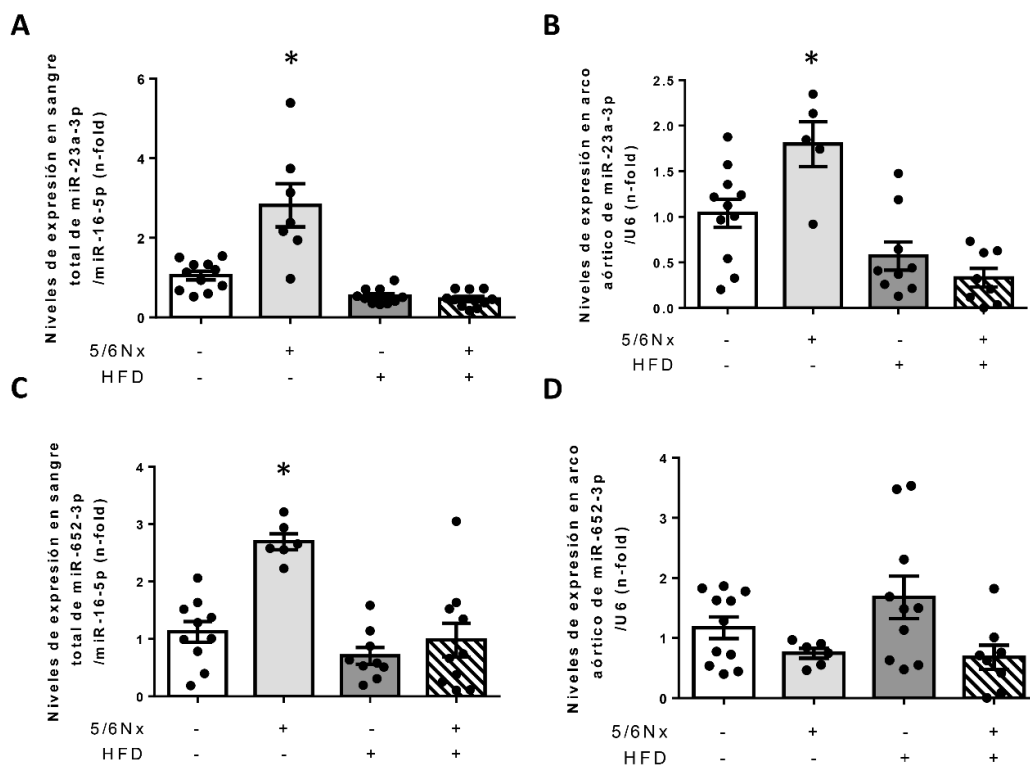 A
Niveles de expresión en sangre
total de miR-23a-3p
/miR-16-5p (n-fold)
6
4
2
0
*
5/6Nx - + - +
HFD - - + +
B
Niveles de expresión en arco
aórtico de miR-23a-3p
/U6 (n-fold)
2.5
2.0
1.5
1.0
0.5
0.0
*
- + - +
- - + +
C
Niveles de expresión en sangre
total de miR-652-3p
/miR-16-5p (n-fold)
4
3
2
1
0
*
5/6Nx - + - +
HFD - - + +
D
Niveles de expresión en arco
aórtico de miR-652-3p
/U6 (n-fold)
4
3
2
1
0
5/6Nx - + - +
HFD - - + +